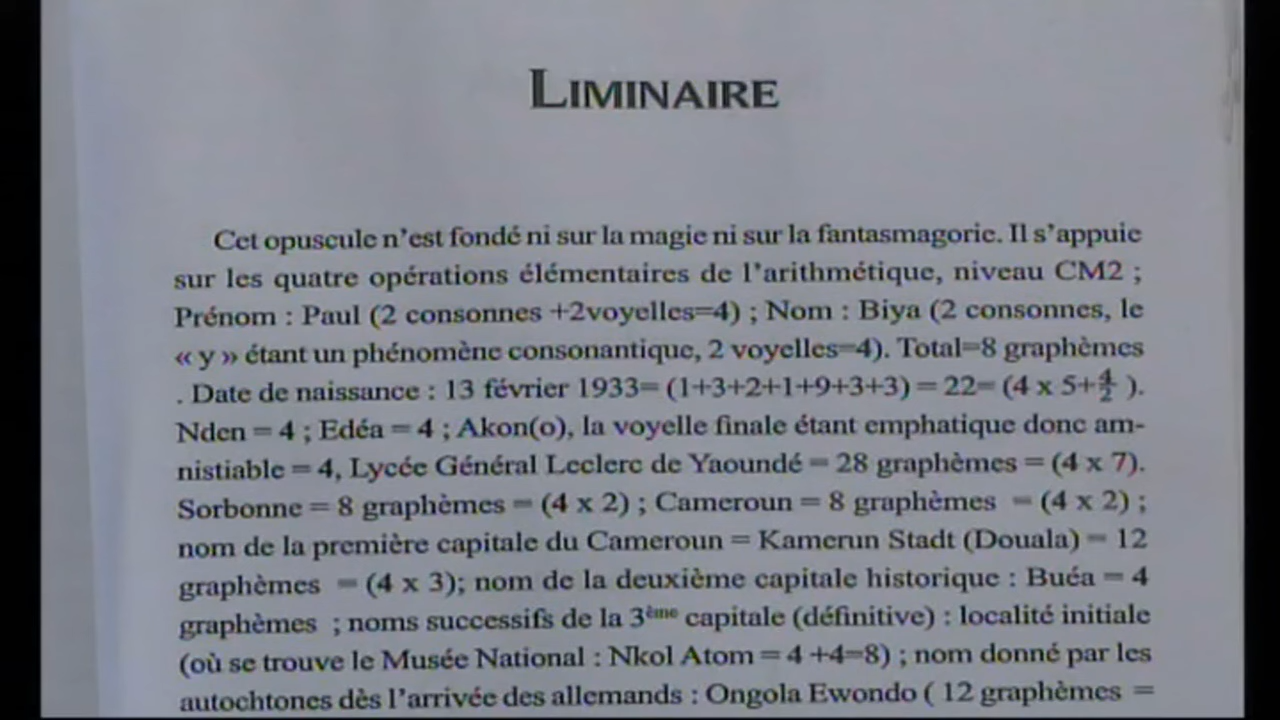 LIMINAIRE
Cet opuscule n'est fondé ni sur la magie ni sur la fantasmagorie. Il s'appuie
sur les quatre opérations élémentaires de l'arithmétique, niveau CM2 ;
Prénom : Paul (2 consonnes +2voyelles=4) ; Nom : Biya (2 consonnes, le
« y » étant un phénomène consonantique, 2 voyelles=4). Total=8 graphèmes
. Date de naissance : 13 février 1933= (1+3+2+1+9+3+3) = 22= (4 x 5+4/2 ).
Nden = 4 ; Edéa = 4 ; Akon(o), la voyelle finale étant emphatique donc am-
nistiable = 4, Lycée Général Leclerc de Yaoundé = 28 graphèmes = (4 x 7).
Sorbonne = 8 graphèmes = (4 x 2) ; Cameroun = 8 graphèmes = (4 x 2) ;
nom de la première capitale du Cameroun = Kamerun Stadt (Douala) = 12
graphèmes = (4 x 3); nom de la deuxième capitale historique : Buéa = 4
graphèmes ; noms successifs de la 3ème capitale (définitive) : localité initiale
(où se trouve le Musée National : Nkol Atom = 4 +4=8) ; nom donné par les
autochtones dès l'arrivée des allemands : Ongola Ewondo ( 12 graphèmes =